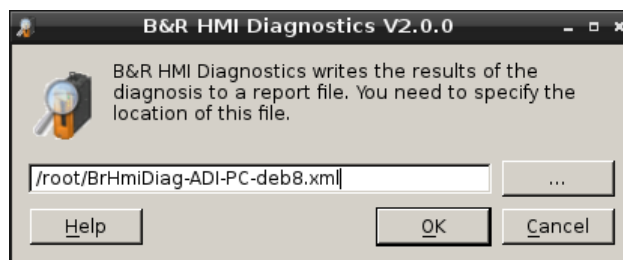 B&R HMI Diagnostics V2.0.0
B&R HMI Diagnostics writes the results of the
diagnosis to a report file. You need to specify the
location of this file.
/root/BrHmiDiag-ADI-PC-deb8.xml
...
Help
OK
Cancel